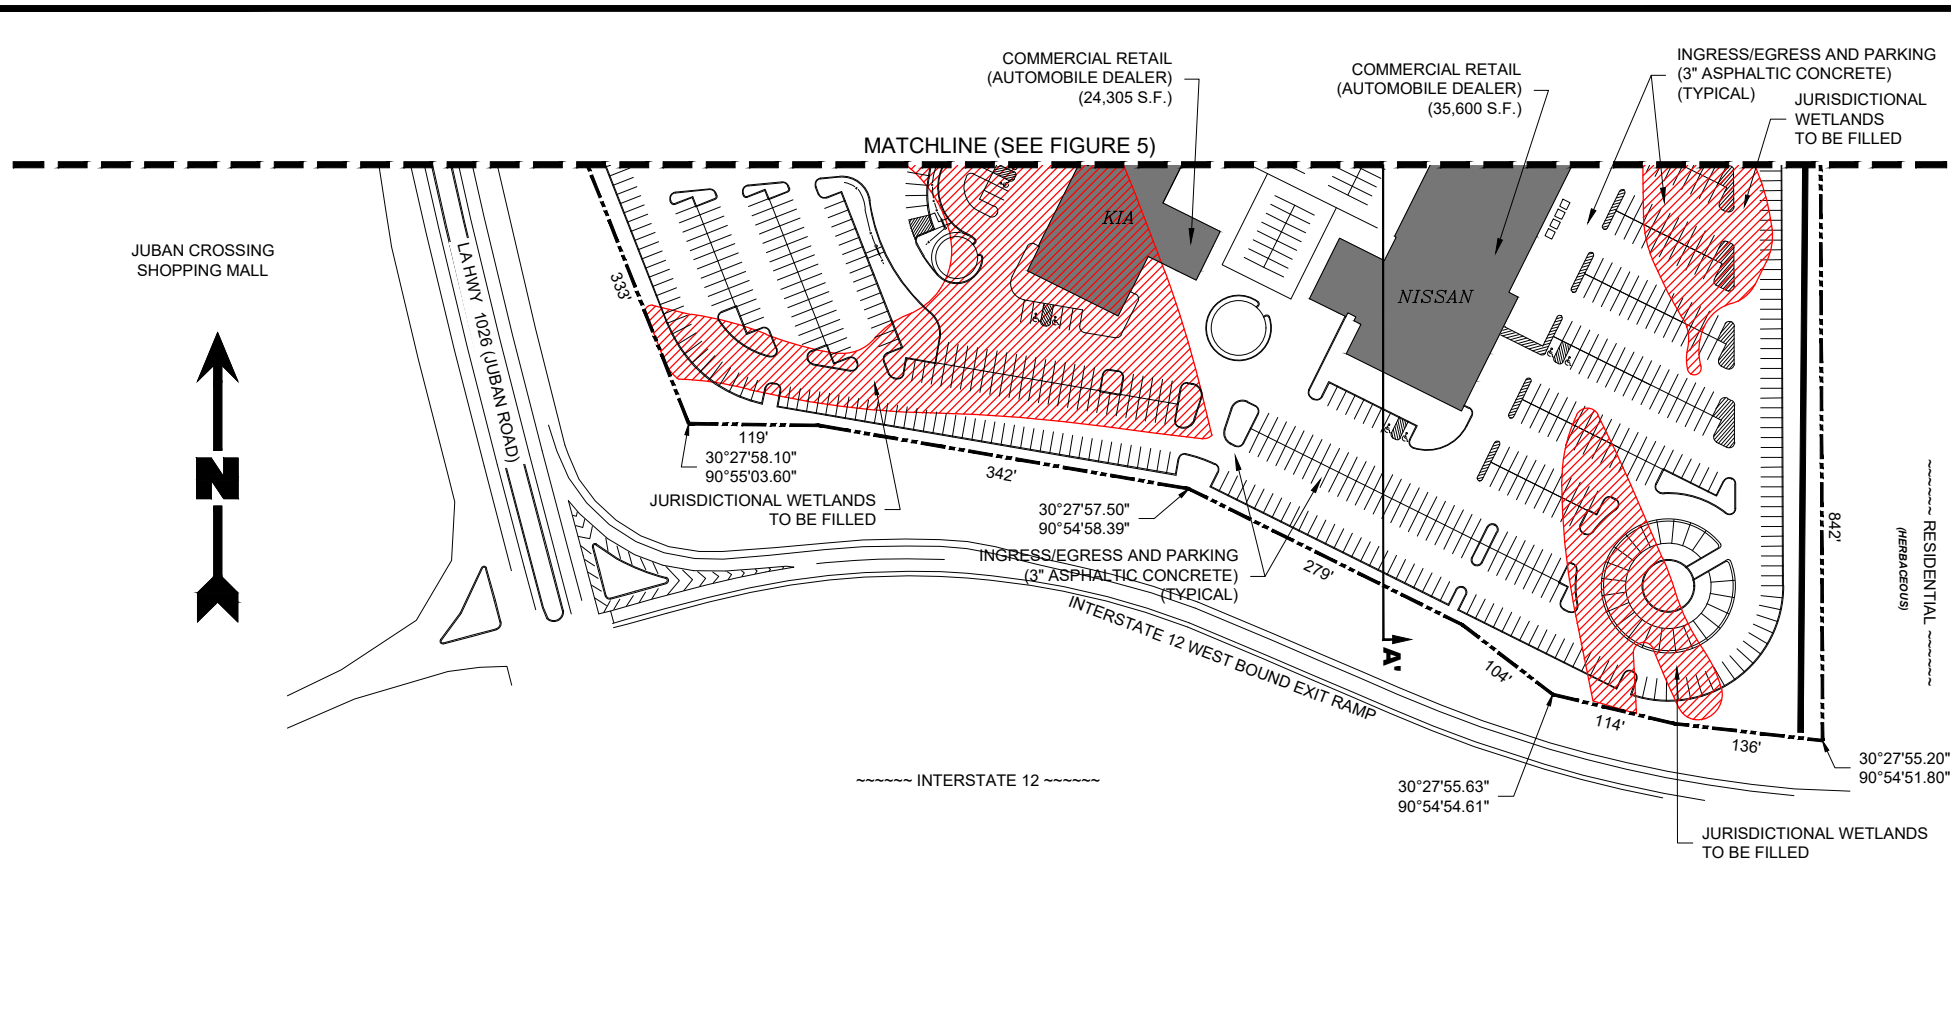 COMMERCIAL RETAIL
(AUTOMOBILE DEALER)
(24,305 S.F.)
COMMERCIAL RETAIL
(AUTOMOBILE DEALER)
(35,600 S.F.)
INGRESS/EGRESS AND PARKING
(3" ASPHALTIC CONCRETE)
(TYPICAL)
JURISDICTIONAL
WETLANDS
TO BE FILLED
MATCHLINE (SEE FIGURE 5)
JUBAN CROSSING
SHOPPING MALL
LA HWY 1026 (JUBAN ROAD)
333'
KIA
NISSAN
N
119'
30°27'58.10"
90°55'03.60"
JURISDICTIONAL WETLANDS
TO BE FILLED
342'
30°27'57.50"
90°54'58.39"
INGRESS/EGRESS AND PARKING
(3" ASPHALTIC CONCRETE)
(TYPICAL)
279'
INTERSTATE 12 WEST BOUND EXIT RAMP
A'
104'
114'
136'
842'
~~~~~ RESIDENTIAL ~~~~~~
(HERBACEOUS)
~~~~~~ INTERSTATE 12 ~~~~~~
30°27'55.63"
90°54'54.61"
30°27'55.20"
90°54'51.80"
JURISDICTIONAL WETLANDS
TO BE FILLED